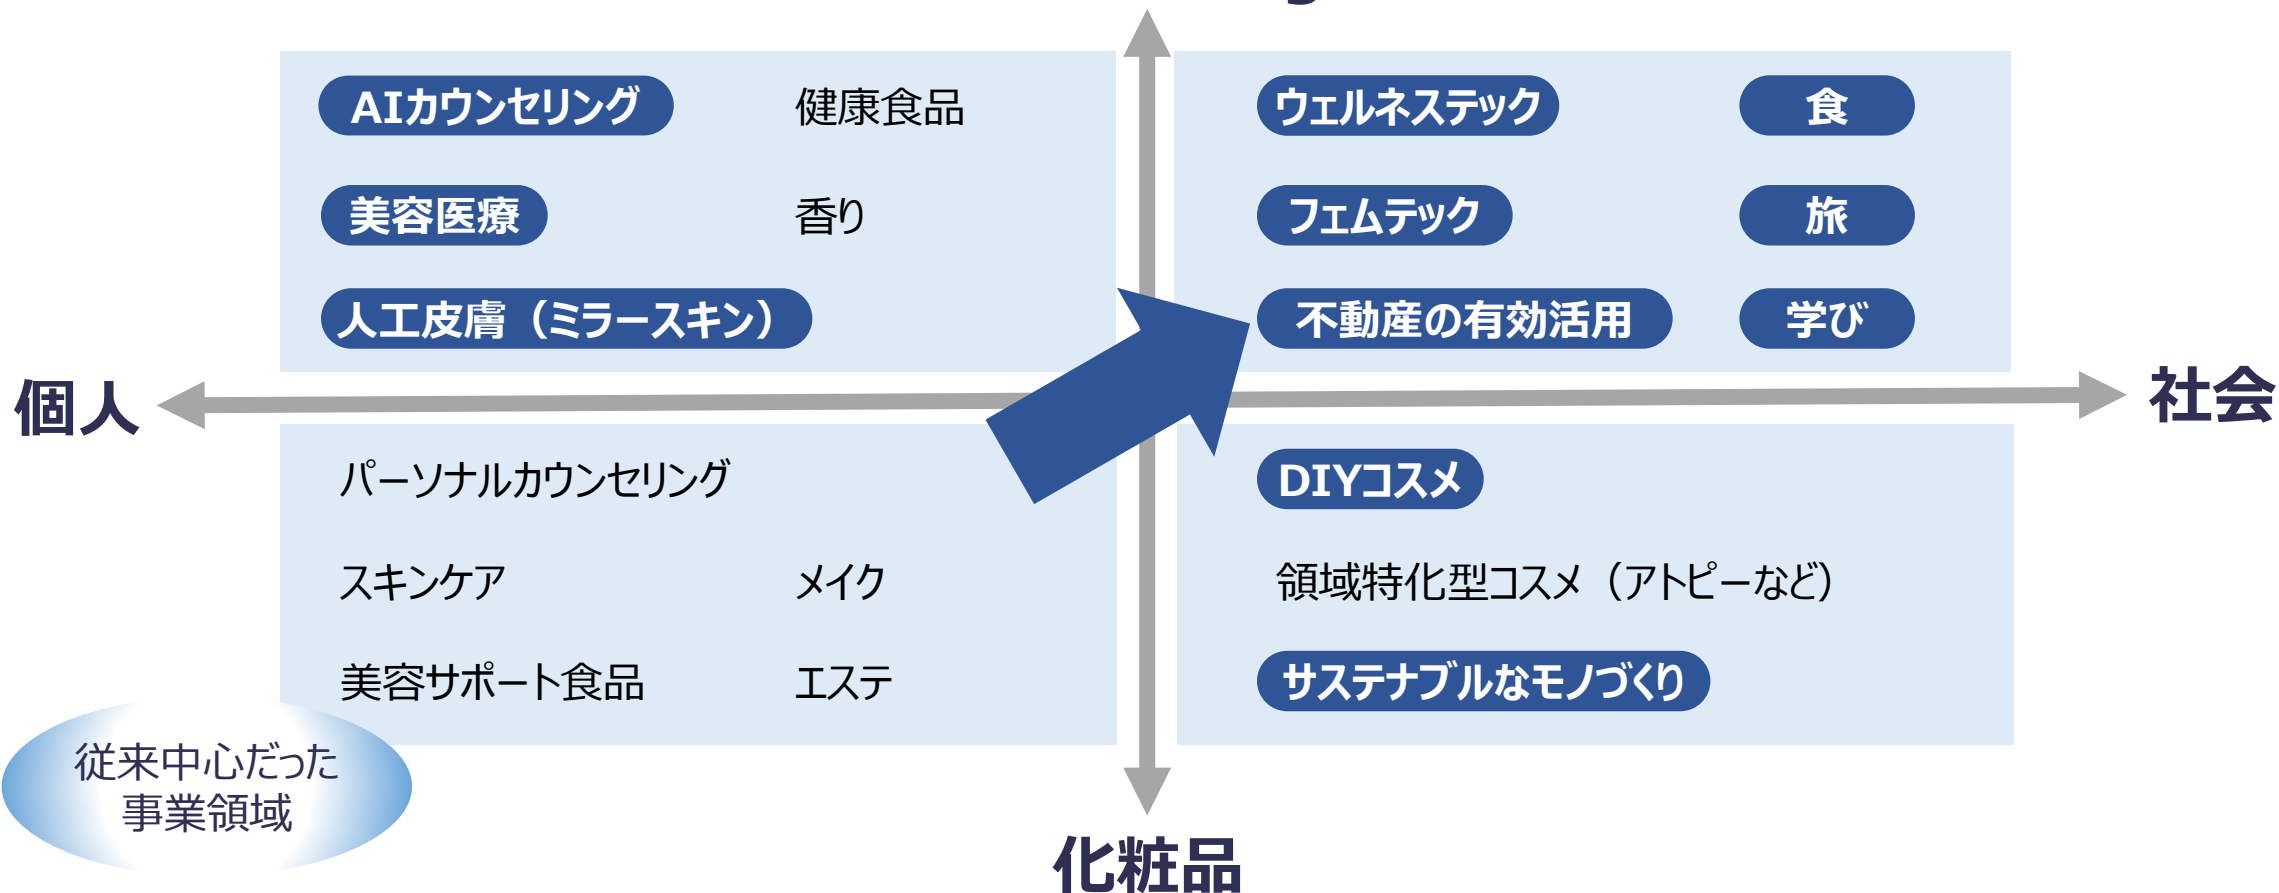 AIカウンセリング
健康食品
美容医療
香り
人工皮膚（ミラースキン）
ウェルネステック
食
フェムテック
旅
不動産の有効活用
学び
個人
社会
パーソナルカウンセリング
スキンケア
メイク
美容サポート食品
エステ
DIYコスメ
領域特化型コスメ（アトピーなど）
サステナブルなモノづくり
従来中心だった
事業領域
化粧品